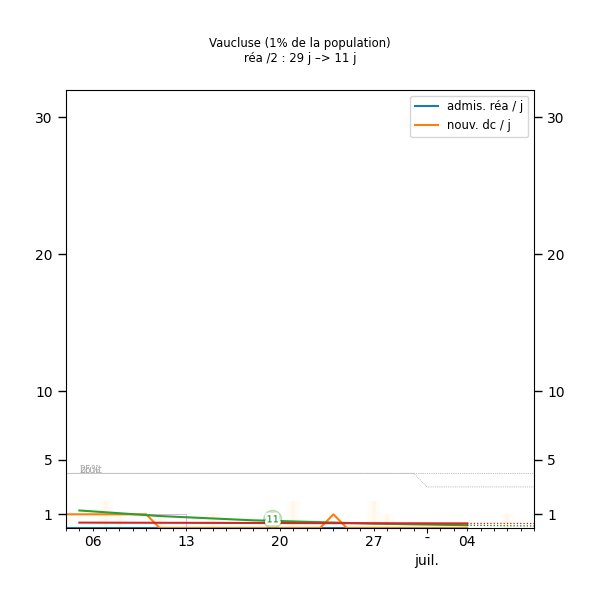 Vaucluse (1% de la population)
réa /2 : 29 j –> 11 j
admis. réa / j
nouv. dc / j
30 30
20 20
10 10
5 5
25%
11
1 1
06 13 20 27 - 04
juil.